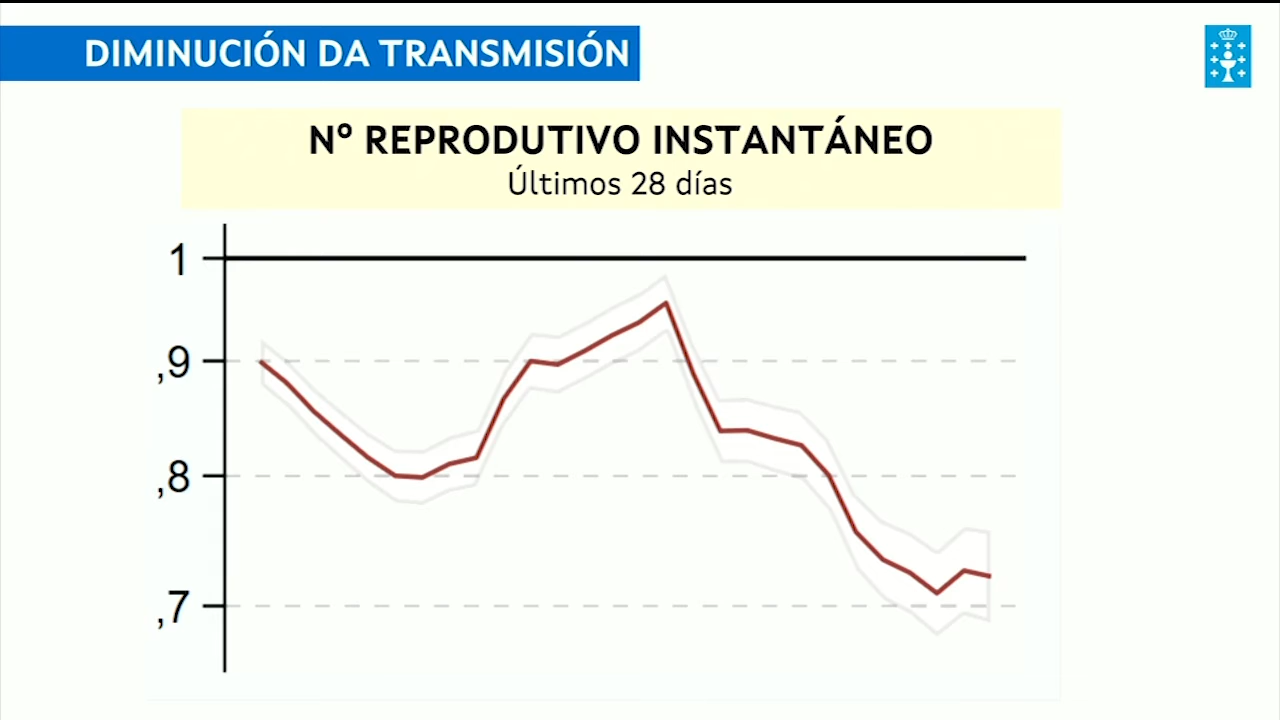 DIMINUCIÓN DA TRANSMISIÓN
Nº REPRODUTIVO INSTANTÁNEO
Últimos 28 días
1
,9
,8
,7